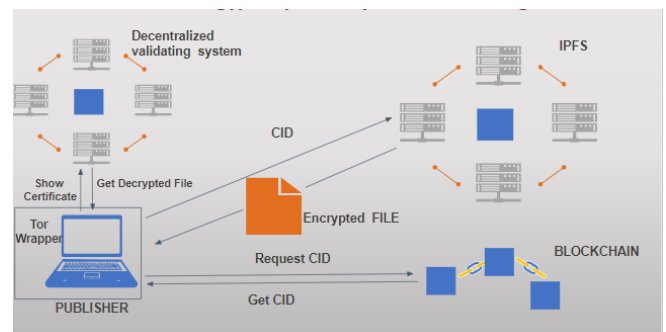 Decentralized
validating system
IPFS
CID
Show
Certificate
Get Decrypted File
Tor
Wrapper
Encrypted FILE
Request CID
BLOCKCHAIN
Get CID
PUBLISHER